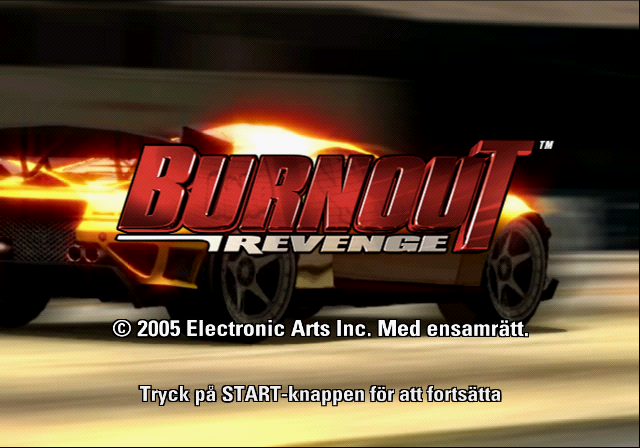 BURNOUT™
REVENGE
© 2005 Electronic Arts Inc. Med ensamrätt.
Tryck på START-knappen för att fortsätta